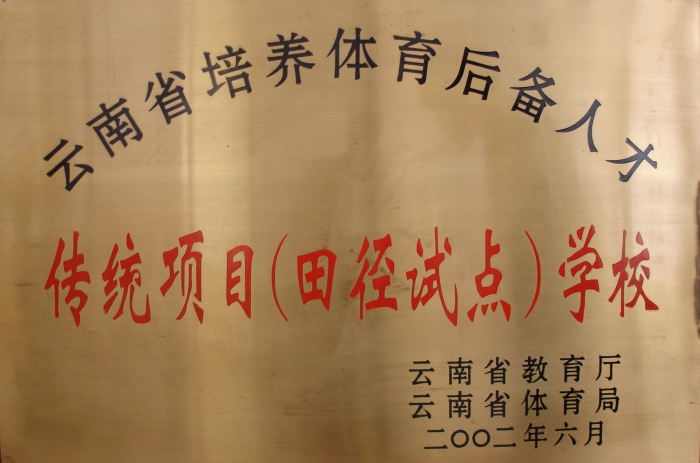 云南省培养体育后备人才
传统项目(田径试点)学校
云南省教育厅
云南省体育局
二〇〇二年六月